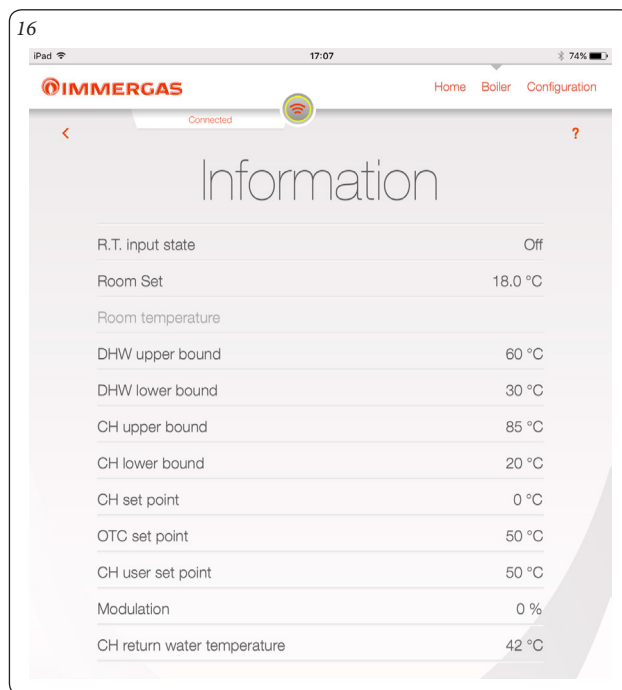 16
iPad 17:07 74%
IMMERGAS Home Boiler Configuration
Connected
< ?
Information
R.T. input state Off
Room Set 18.0 °C
Room temperature
DHW upper bound 60 °C
DHW lower bound 30 °C
CH upper bound 85 °C
CH lower bound 20 °C
CH set point 0 °C
OTC set point 50 °C
CH user set point 50 °C
Modulation 0 %
CH return water temperature 42 °C